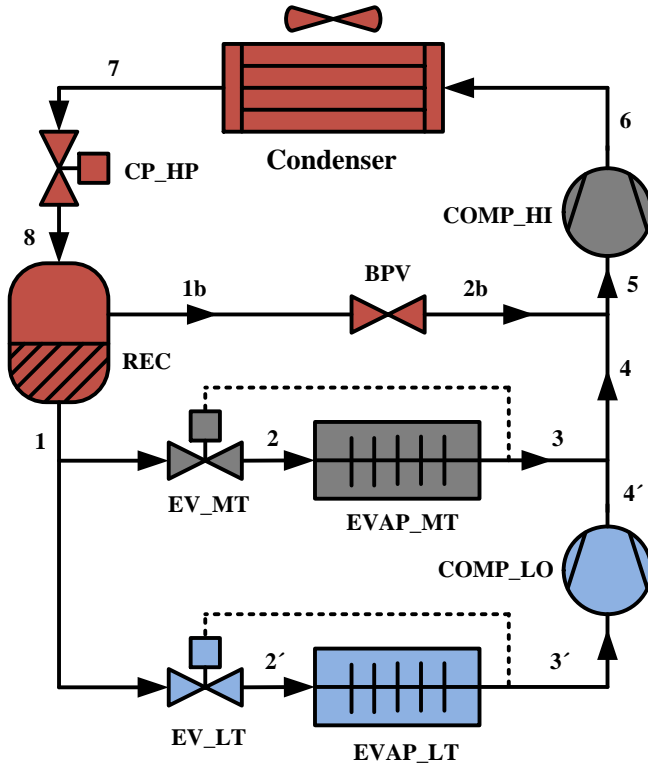 7
6
Condenser
CP_HP
COMP_HI
8
BPV
1b
2b
5
REC
4
1
2
3
EV_MT
EVAP_MT
4´
COMP_LO
2´
3´
EV_LT
EVAP_LT